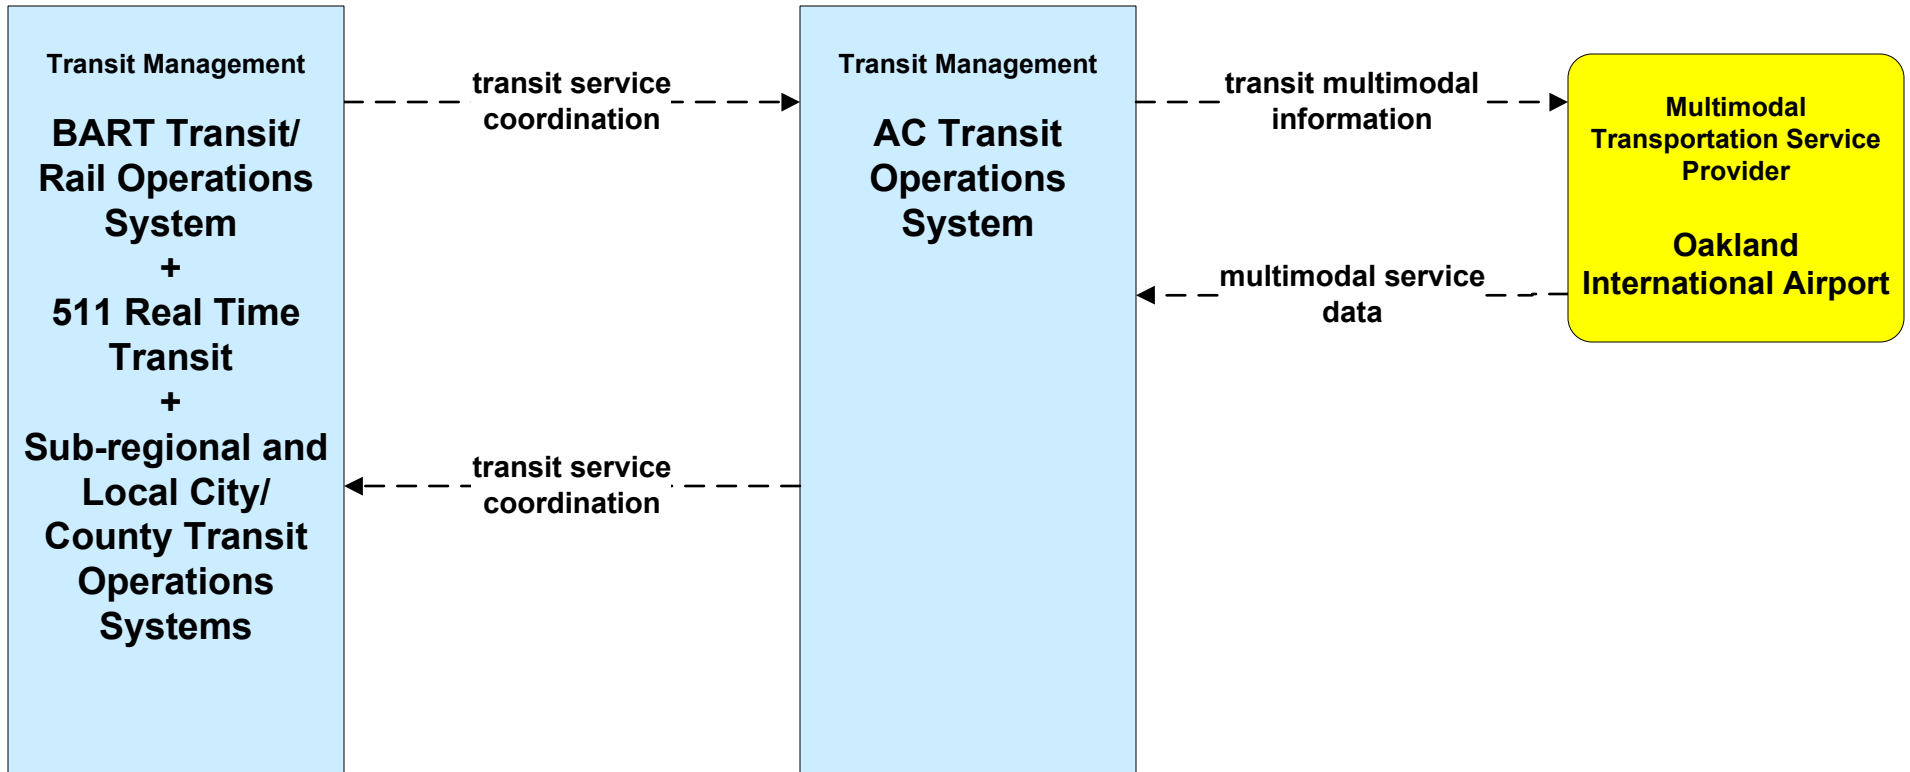 Transit Management
BART Transit/
Rail Operations
System
+
511 Real Time
Transit
+
Sub-regional and
Local City/
County Transit
Operations
Systems
transit service
coordination
transit service
coordination
Transit Management
AC Transit
Operations
System
transit multimodal
information
multimodal service
data
Multimodal
Transportation Service
Provider
Oakland
International Airport